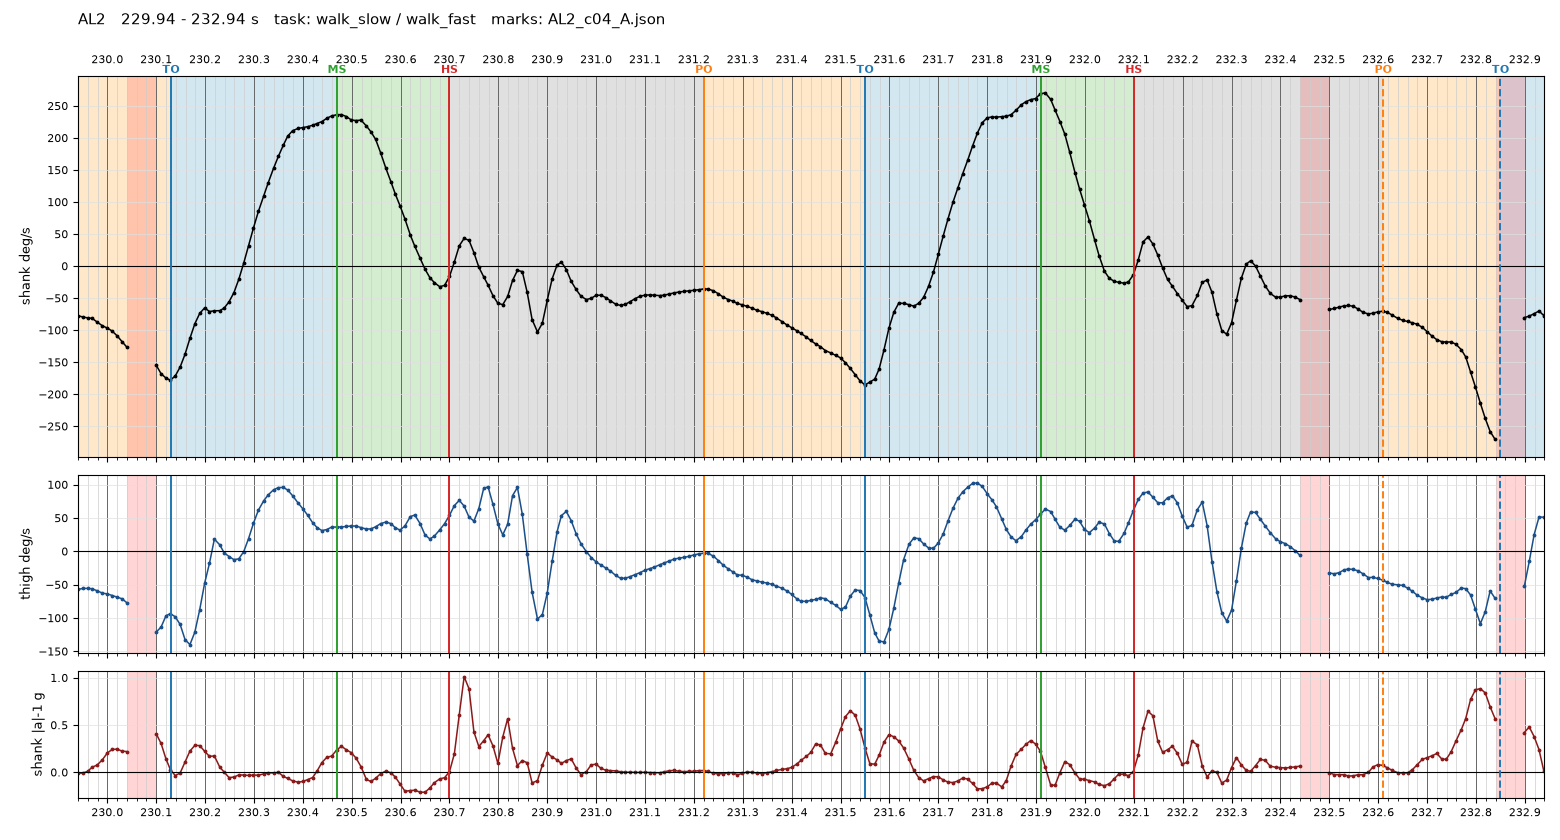 AL2   229.94 - 232.94 s   task: walk_slow / walk_fast   marks: AL2_c04_A.json
230.0 230.1 230.2 230.3 230.4 230.5 230.6 230.7 230.8 230.9 231.0 231.1 231.2 231.3 231.4 231.5 231.6 231.7 231.8 231.9 232.0 232.1 232.2 232.3 232.4 232.5 232.6 232.7 232.8 232.9
TO MS HS PO TO MS HS PO TO
250
200
150
100
50
0
−50
−100
−150
−200
−250
shank deg/s
100
50
0
−50
−100
−150
thigh deg/s
1.0
0.5
0.0
shank |a|-1 g
230.0 230.1 230.2 230.3 230.4 230.5 230.6 230.7 230.8 230.9 231.0 231.1 231.2 231.3 231.4 231.5 231.6 231.7 231.8 231.9 232.0 232.1 232.2 232.3 232.4 232.5 232.6 232.7 232.8 232.9